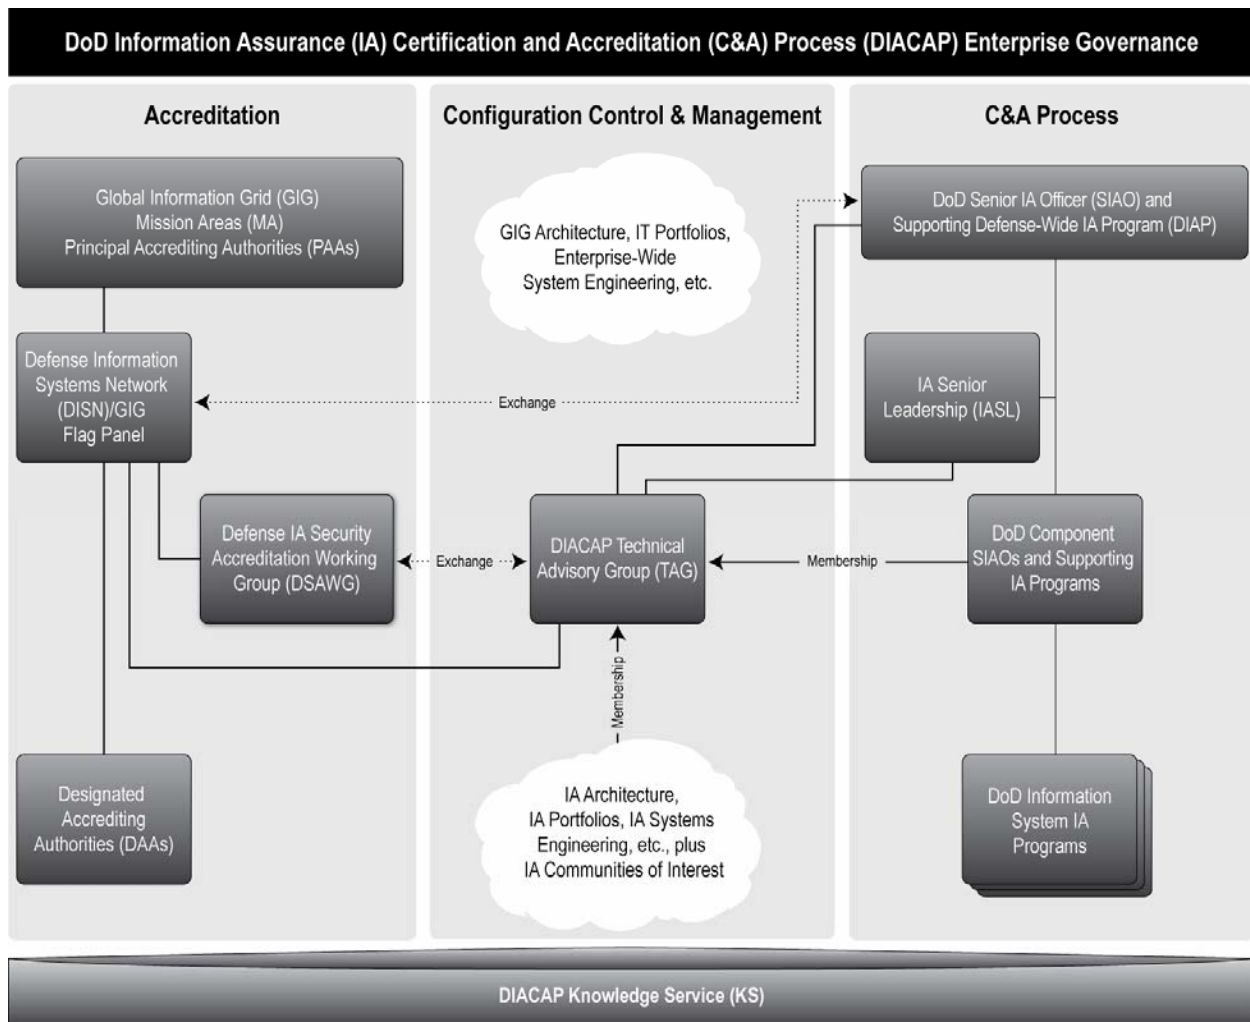 DoD Information Assurance (IA) Certification and Accreditation (C&A) Process (DIACAP) Enterprise Governance
Accreditation
Global Information Grid (GIG)
Mission Areas (MA)
Principal Accrediting Authorities (PAAs)
Defense Information
Systems Network
(DISN)/GIG
Flag Panel
Defense IA Security
Accreditation Working
Group (DSAWG)
Designated
Accrediting
Authorities (DAAs)
Configuration Control & Management
GIG Architecture, IT Portfolios,
Enterprise-Wide
System Engineering, etc.
Exchange
Exchange
DIACAP Technical
Advisory Group (TAG)
Membership
Membership
IA Architecture,
IA Portfolios, IA Systems
Engineering, etc., plus
IA Communities of Interest
C&A Process
DoD Senior IA Officer (SIAO) and
Supporting Defense-Wide IA Program (DIAP)
IA Senior
Leadership (IASL)
DoD Component
SIAOs and Supporting
IA Programs
DoD Information
System IA
Programs
DIACAP Knowledge Service (KS)